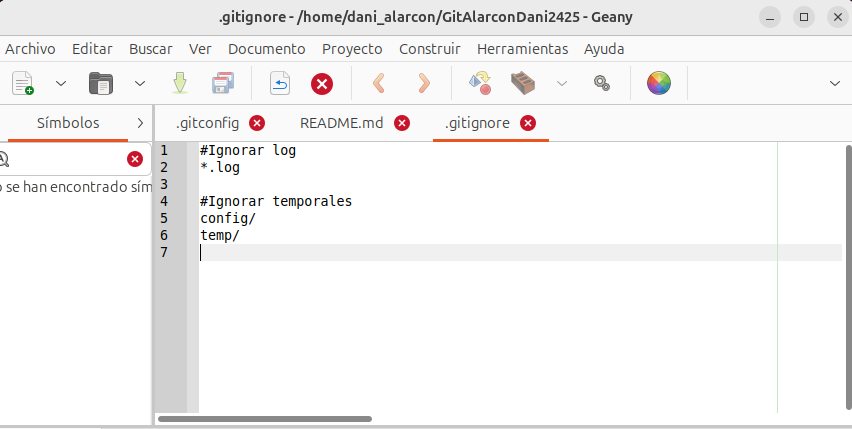 .gitignore - /home/dani_alarcon/GitAlarconDani2425 - Geany
Archivo Editar Buscar Ver Documento Proyecto Construir Herramientas Ayuda
Símbolos
.gitconfig README.md .gitignore
o se han encontrado sím
1 #Ignorar log
2 *.log
3
4 #Ignorar temporales
5 config/
6 temp/
7